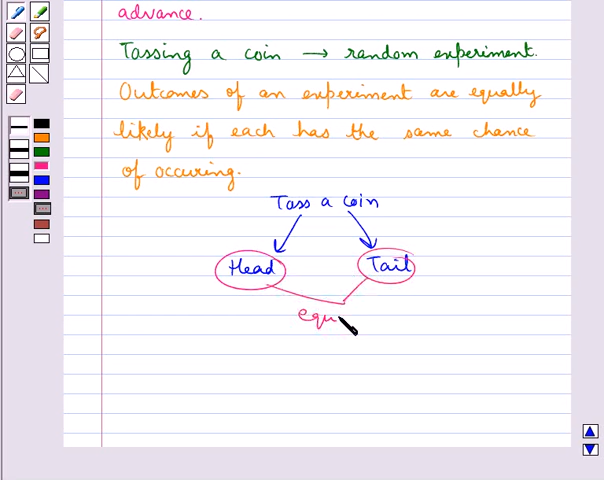 advance.
Tossing a coin → random experiment.
Outcomes of an experiment are equally
likely if each has the same chance
of occuring.
Toss a coin
Head Tail
equ